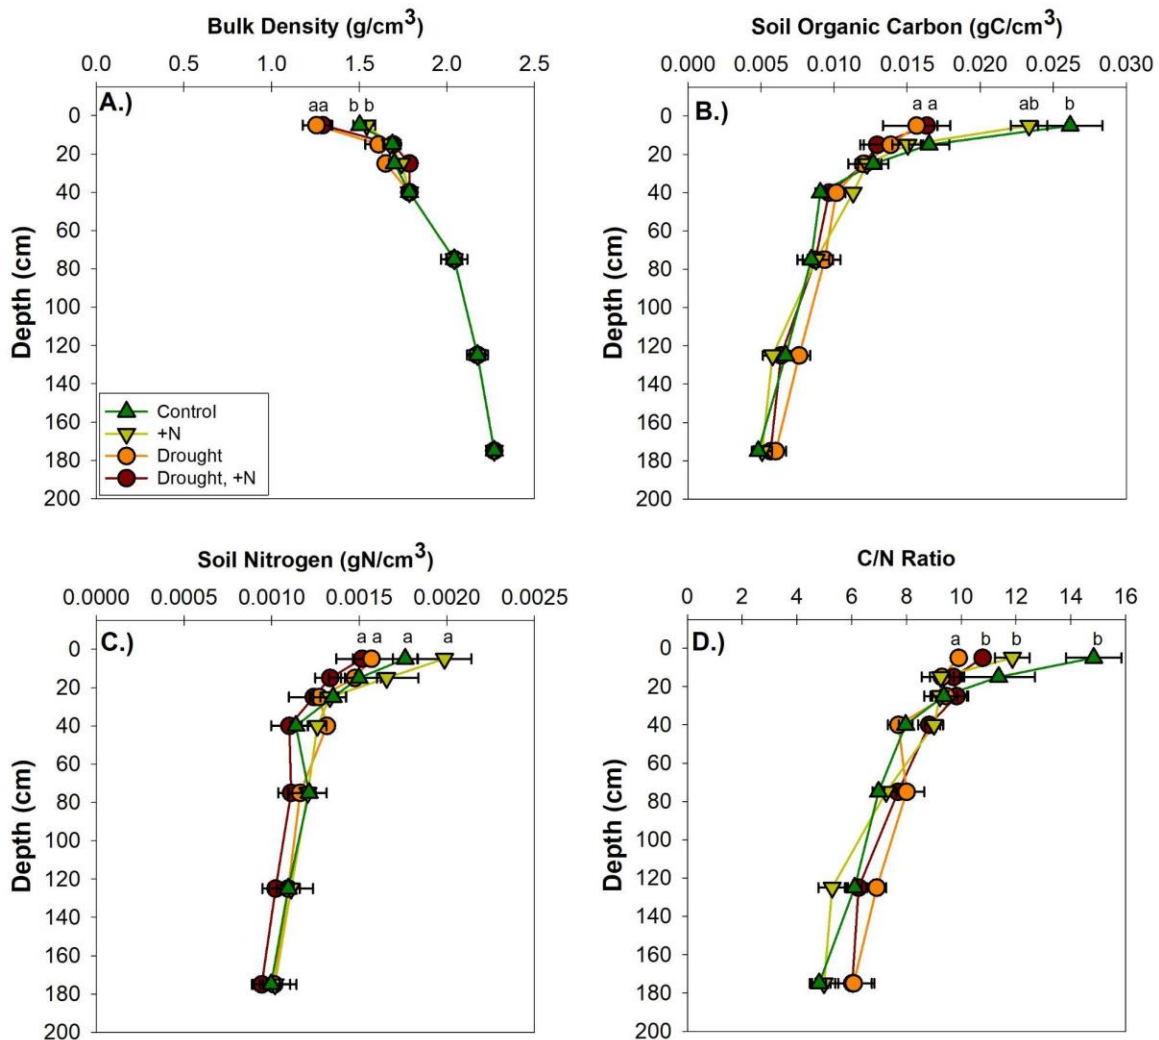 Bulk Density (g/cm³)
0.0 0.5 1.0 1.5 2.0 2.5
A.)
aa b b
Depth (cm)
0
20
40
60
80
100
120
140
160
180
200
Control
+N
Drought
Drought, +N
Soil Organic Carbon (gC/cm³)
0.000 0.005 0.010 0.015 0.020 0.025 0.030
B.)
a a ab b
Depth (cm)
0
20
40
60
80
100
120
140
160
180
200
Soil Nitrogen (gN/cm³)
0.0000 0.0005 0.0010 0.0015 0.0020 0.0025
C.)
a a a a
Depth (cm)
0
20
40
60
80
100
120
140
160
180
200
C/N Ratio
0 2 4 6 8 10 12 14 16
D.)
a b b b
Depth (cm)
0
20
40
60
80
100
120
140
160
180
200